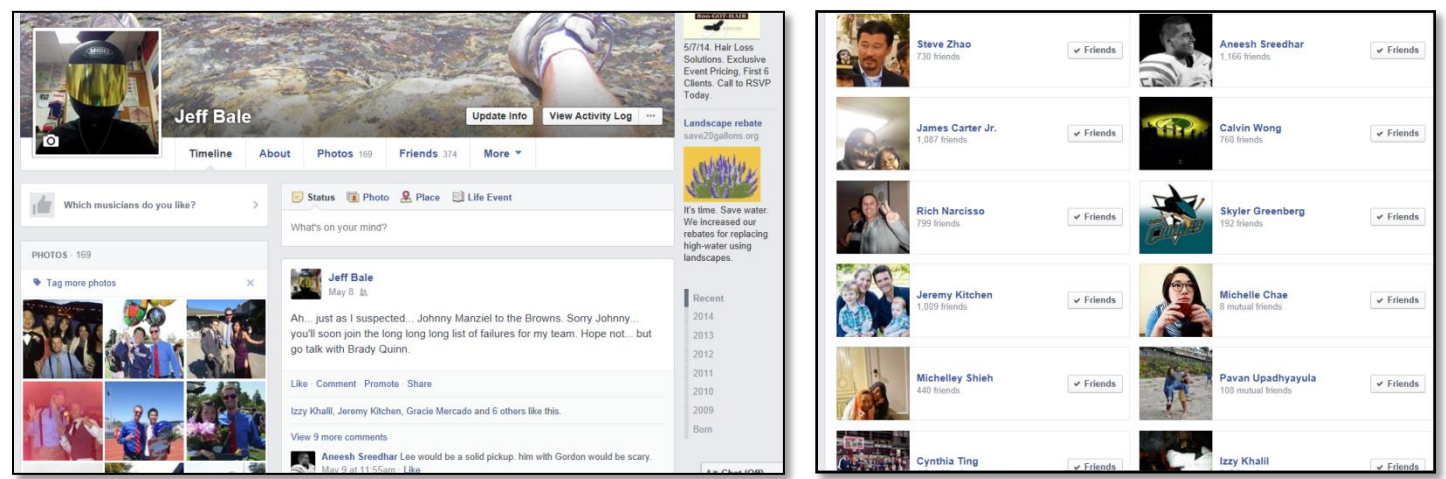 Jeff Bale
Update Info
View Activity Log
Timeline
About
Photos 169
Friends 374
More
Which musicians do you like?
PHOTOS · 169
Tag more photos
Status
Photo
Place
Life Event
What's on your mind?
Jeff Bale
May 8
Ah... just as I suspected... Johnny Manziel to the Browns. Sorry Johnny...
you'll soon join the long long long list of failures for my team. Hope not... but
go talk with Brady Quinn.
Like · Comment · Promote · Share
Izzy Khalil, Jeremy Kitchen, Gracie Mercado and 6 others like this.
View 9 more comments
Aneesh Sreedhar Lee would be a solid pickup. him with Gordon would be scary.
May 9 at 11:55am · Like
5/7/14. Hair Loss
Solutions. Exclusive
Event Pricing, First 6
Clients. Call to RSVP
Today.
Landscape rebate
save20gallons.org
It's time. Save water.
We increased our
rebates for replacing
high-water using
landscapes.
Recent
2014
2013
2012
2011
2010
2009
Born
Chat (Off)
Steve Zhao
730 friends
Friends
Aneesh Sreedhar
1,166 friends
Friends
James Carter Jr.
1,087 friends
Friends
Calvin Wong
760 friends
Friends
Rich Narcisso
799 friends
Friends
Skyler Greenberg
192 friends
Friends
Jeremy Kitchen
1,009 friends
Friends
Michelle Chae
8 mutual friends
Friends
Michelley Shieh
440 friends
Friends
Pavan Upadhyayula
108 mutual friends
Friends
Cynthia Ting
Friends
Izzy Khalil
Friends